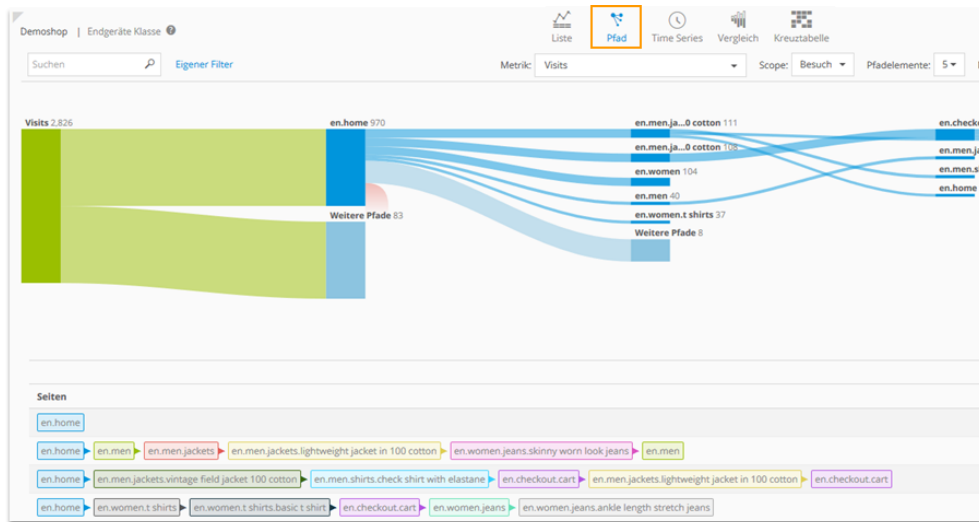 Demoshop | Endgeräte Klasse ?
Liste Pfad Time Series Vergleich Kreuztabelle
Suchen Eigener Filter Metrik: Visits Scope: Besuch Pfadelemente: 5
Visits 2,826 en.home 970 en.men.ja...0 cotton 111 en.checko
en.men.ja...0 cotton 108 en.men.ja
en.women 104 en.men.s
en.men 40 en.home
Weitere Pfade 83 en.women.t shirts 37
Weitere Pfade 8
Seiten
en.home
en.home en.men en.men.jackets en.men.jackets.lightweight jacket in 100 cotton en.women.jeans.skinny worn look jeans en.men
en.home en.men.jackets.vintage field jacket 100 cotton en.men.shirts.check shirt with elastane en.checkout.cart en.men.jackets.lightweight jacket in 100 cotton en.checkout.cart
en.home en.women.t shirts en.women.t shirts.basic t shirt en.checkout.cart en.women.jeans en.women.jeans.ankle length stretch jeans